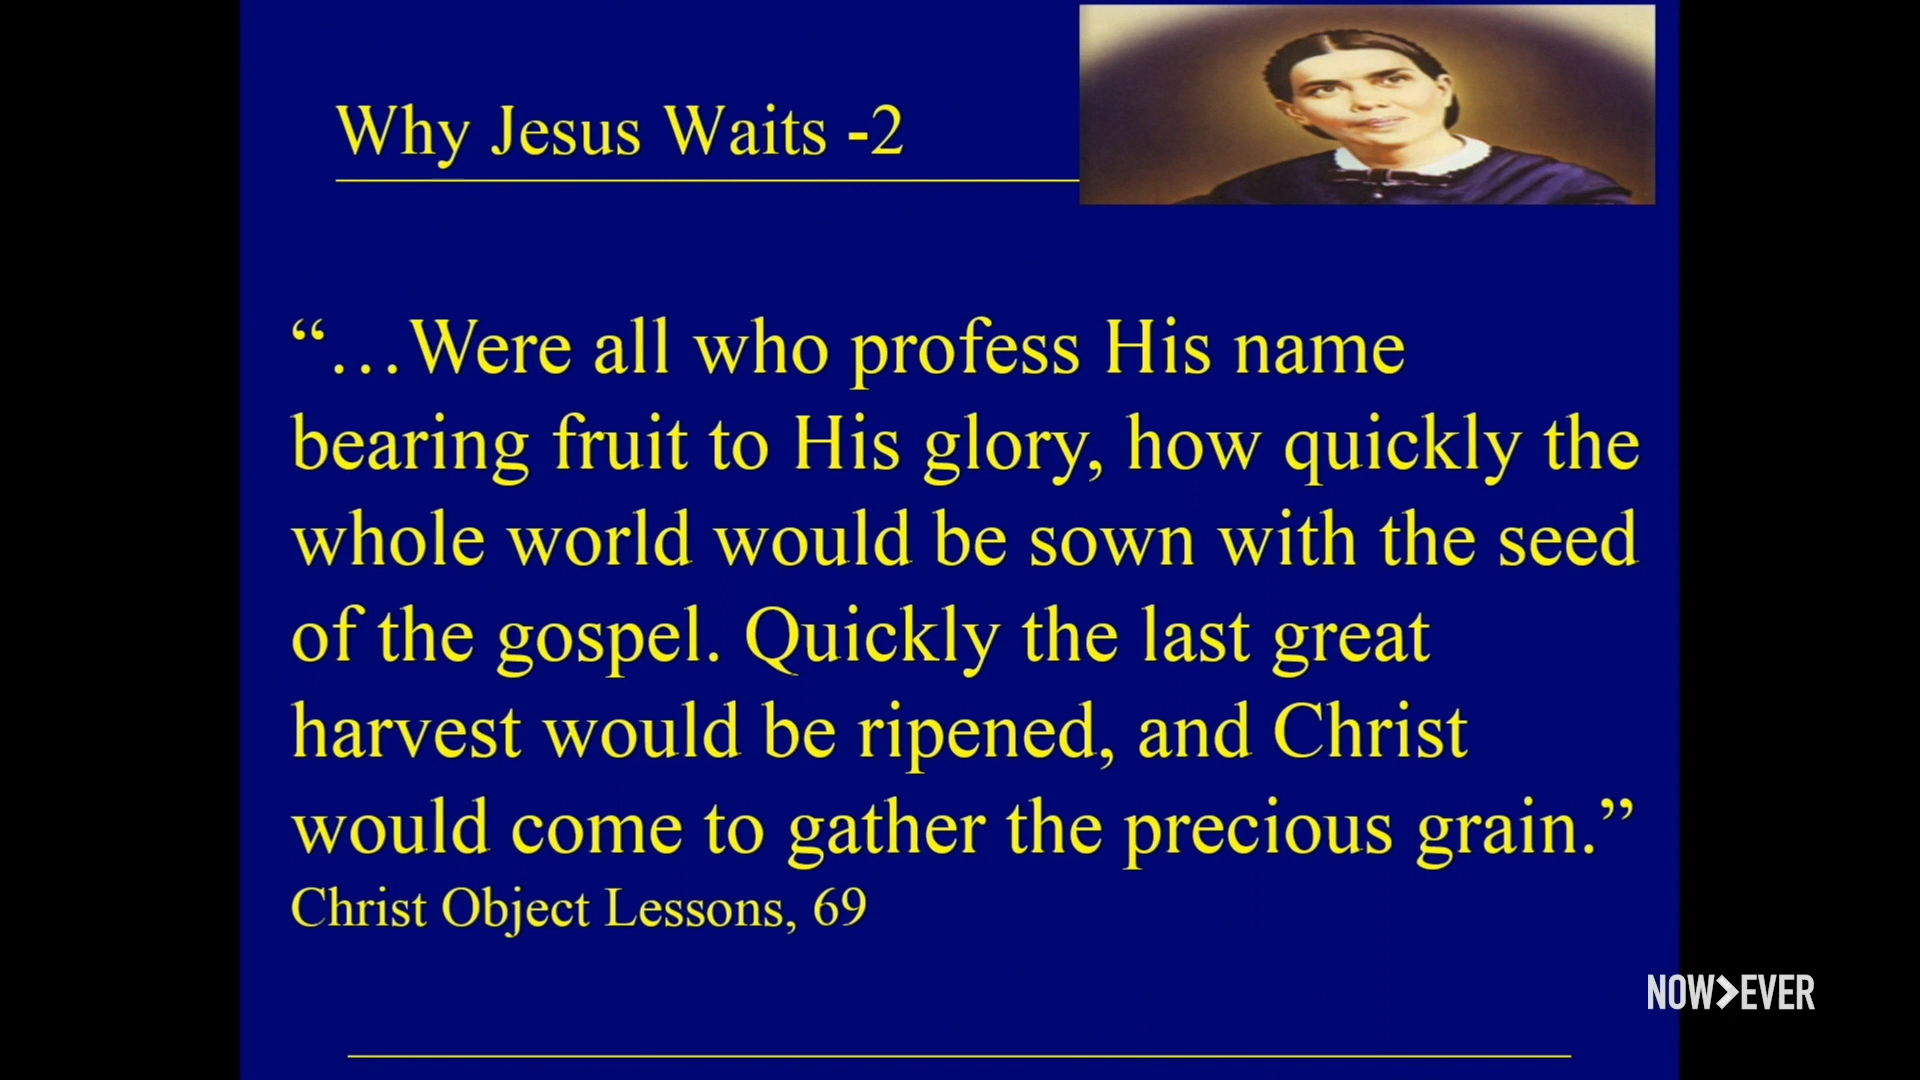 Why Jesus Waits -2
“…Were all who profess His name
bearing fruit to His glory, how quickly the
whole world would be sown with the seed
of the gospel. Quickly the last great
harvest would be ripened, and Christ
would come to gather the precious grain.”
Christ Object Lessons, 69
NOW>EVER